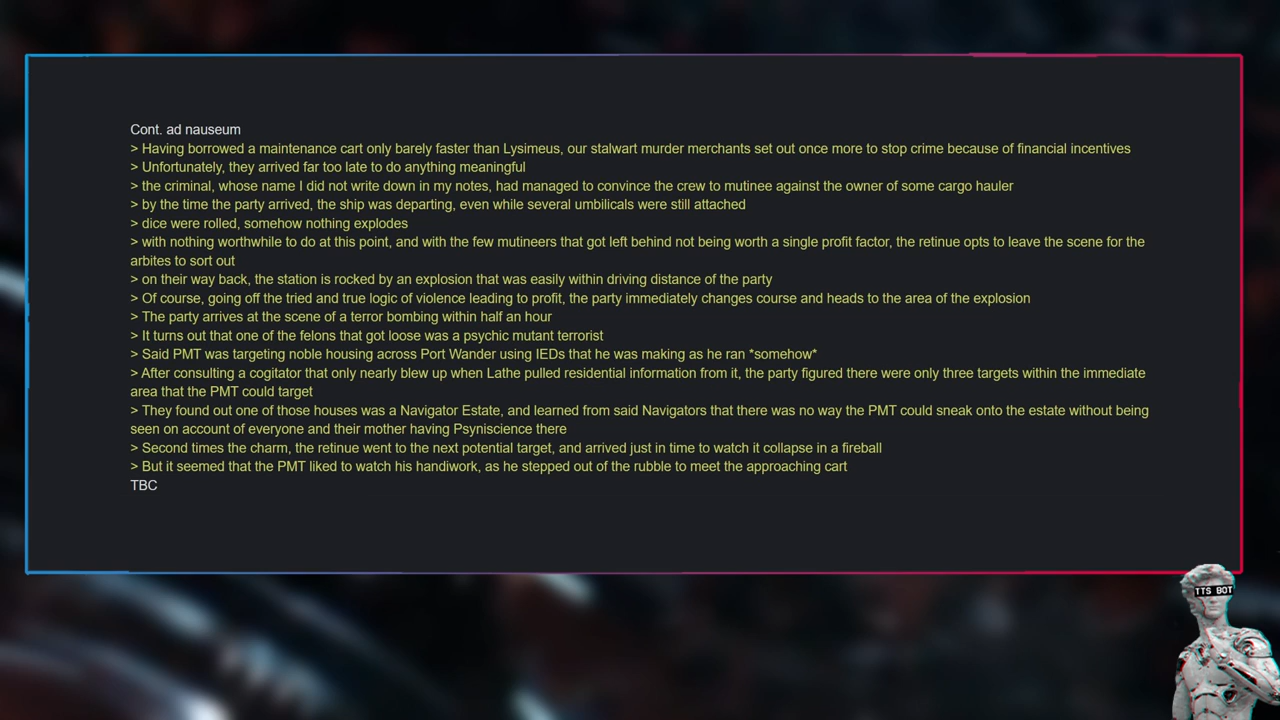 Cont. ad nauseum
> Having borrowed a maintenance cart only barely faster than Lysimeus, our stalwart murder merchants set out once more to stop crime because of financial incentives
> Unfortunately, they arrived far too late to do anything meaningful
> the criminal, whose name I did not write down in my notes, had managed to convince the crew to mutinee against the owner of some cargo hauler
> by the time the party arrived, the ship was departing, even while several umbilicals were still attached
> dice were rolled, somehow nothing explodes
> with nothing worthwhile to do at this point, and with the few mutineers that got left behind not being worth a single profit factor, the retinue opts to leave the scene for the
arbites to sort out
> on their way back, the station is rocked by an explosion that was easily within driving distance of the party
> Of course, going off the tried and true logic of violence leading to profit, the party immediately changes course and heads to the area of the explosion
> The party arrives at the scene of a terror bombing within half an hour
> It turns out that one of the felons that got loose was a psychic mutant terrorist
> Said PMT was targeting noble housing across Port Wander using IEDs that he was making as he ran *somehow*
> After consulting a cogitator that only nearly blew up when Lathe pulled residential information from it, the party figured there were only three targets within the immediate
area that the PMT could target
> They found out one of those houses was a Navigator Estate, and learned from said Navigators that there was no way the PMT could sneak onto the estate without being
seen on account of everyone and their mother having Psyniscience there
> Second times the charm, the retinue went to the next potential target, and arrived just in time to watch it collapse in a fireball
> But it seemed that the PMT liked to watch his handiwork, as he stepped out of the rubble to meet the approaching cart
TBC
TTS BOT